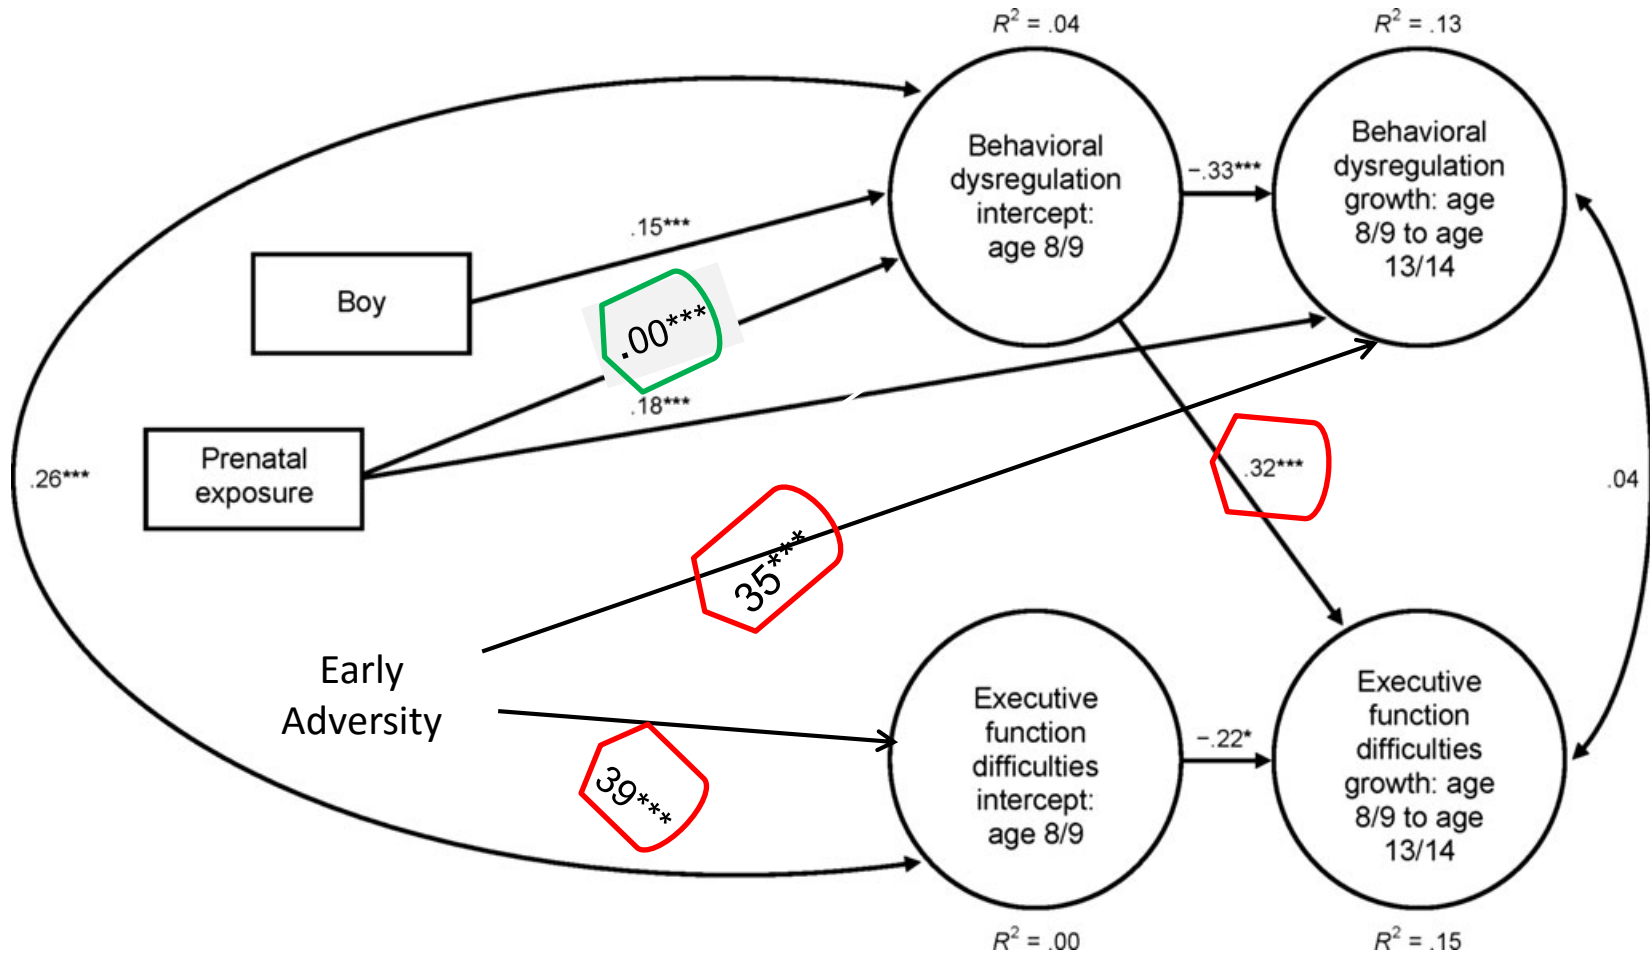 R² = .04
R² = .13
Behavioral
dysregulation
intercept:
age 8/9
−.33***
Behavioral
dysregulation
growth: age
8/9 to age
13/14
.15***
Boy
.00***
.18***
Prenatal
exposure
.26***
.32***
.04
35***
Early
Adversity
39***
Executive
function
difficulties
intercept:
age 8/9
−.22*
Executive
function
difficulties
growth: age
8/9 to age
13/14
R² = .00
R² = .15